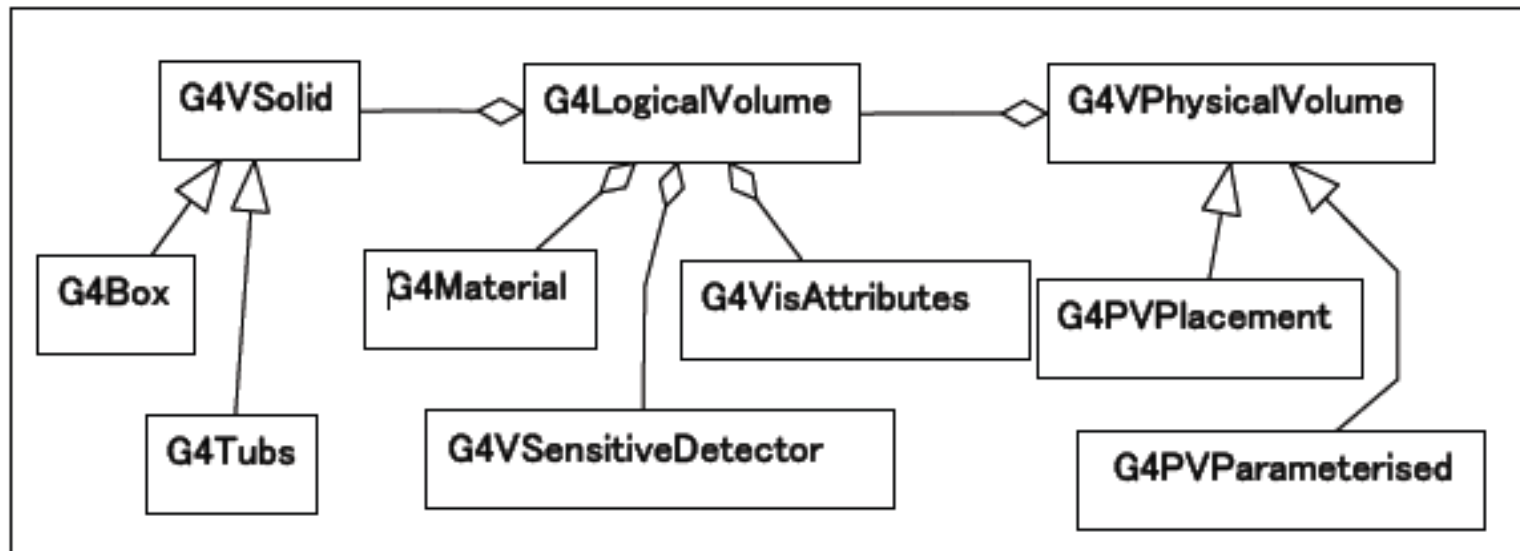 G4VSolid
G4LogicalVolume
G4VPhysicalVolume
G4Box
G4Material
G4VisAttributes
G4PVPlacement
G4Tubs
G4VSensitiveDetector
G4PVParameterised